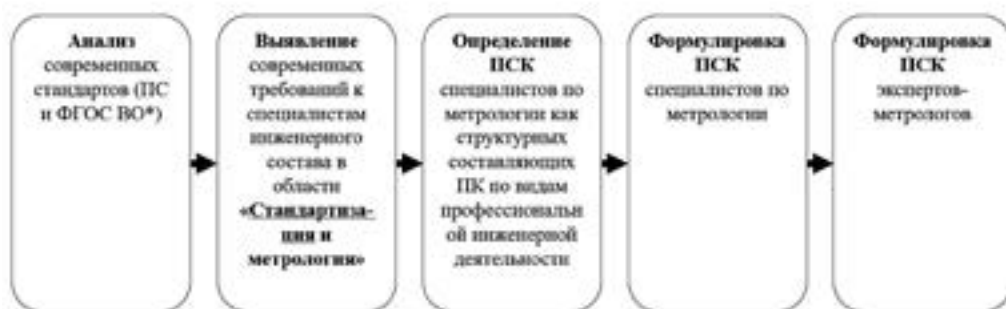 Анализ
современных
стандартов (ПС
и ФГОС ВО*)
Выявление
современных
требований к
специалистам
инженерного
состава в
области
«Стандартиза-
ция и
метрология»
Определение
ПСК
специалистов по
метрологии как
структурных
составляющих
ПК по видам
профессиональн
ой инженерной
деятельности
Формулировка
ПСК
специалистов по
метрологии
Формулировка
ПСК
экспертов-
метрологов